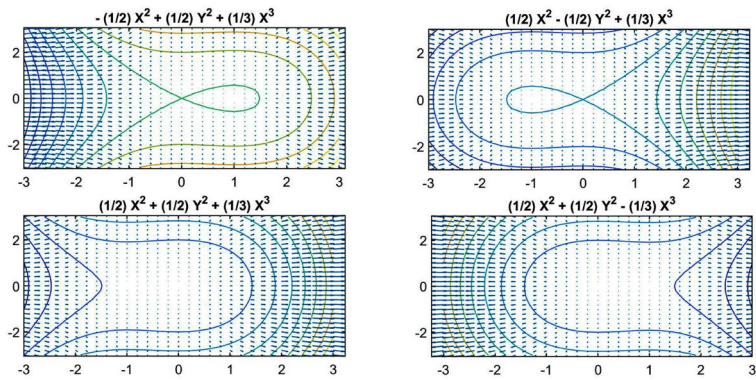 - (1/2) X² + (1/2) Y² + (1/3) X³
2
0
-2
-3 -2 -1 0 1 2 3
(1/2) X² - (1/2) Y² + (1/3) X³
2
0
-2
-3 -2 -1 0 1 2 3
(1/2) X² + (1/2) Y² + (1/3) X³
2
0
-2
-3 -2 -1 0 1 2 3
(1/2) X² + (1/2) Y² - (1/3) X³
2
0
-2
-3 -2 -1 0 1 2 3